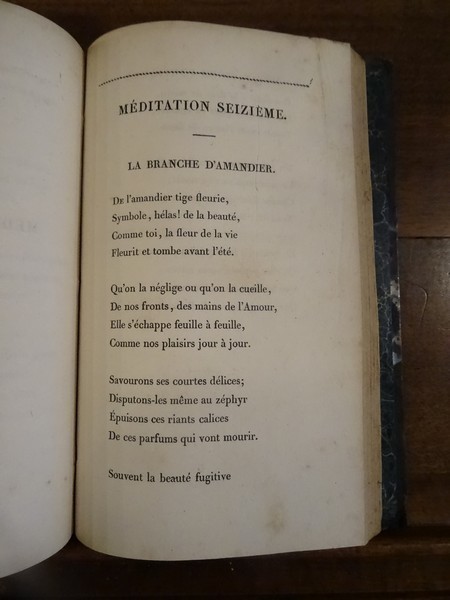 MÉDITATION SEIZIÈME.
LA BRANCHE D'AMANDIER.
De l'amandier tige fleurie,
Symbole, hélas! de la beauté,
Comme toi, la fleur de la vie
Fleurit et tombe avant l'été.
Qu'on la néglige ou qu'on la cueille,
De nos fronts, des mains de l'Amour,
Elle s'échappe feuille à feuille,
Comme nos plaisirs jour à jour.
Savourons ses courtes délices;
Disputons-les même au zéphyr
Épuisons ces riants calices
De ces parfums qui vont mourir.
Souvent la beauté fugitive